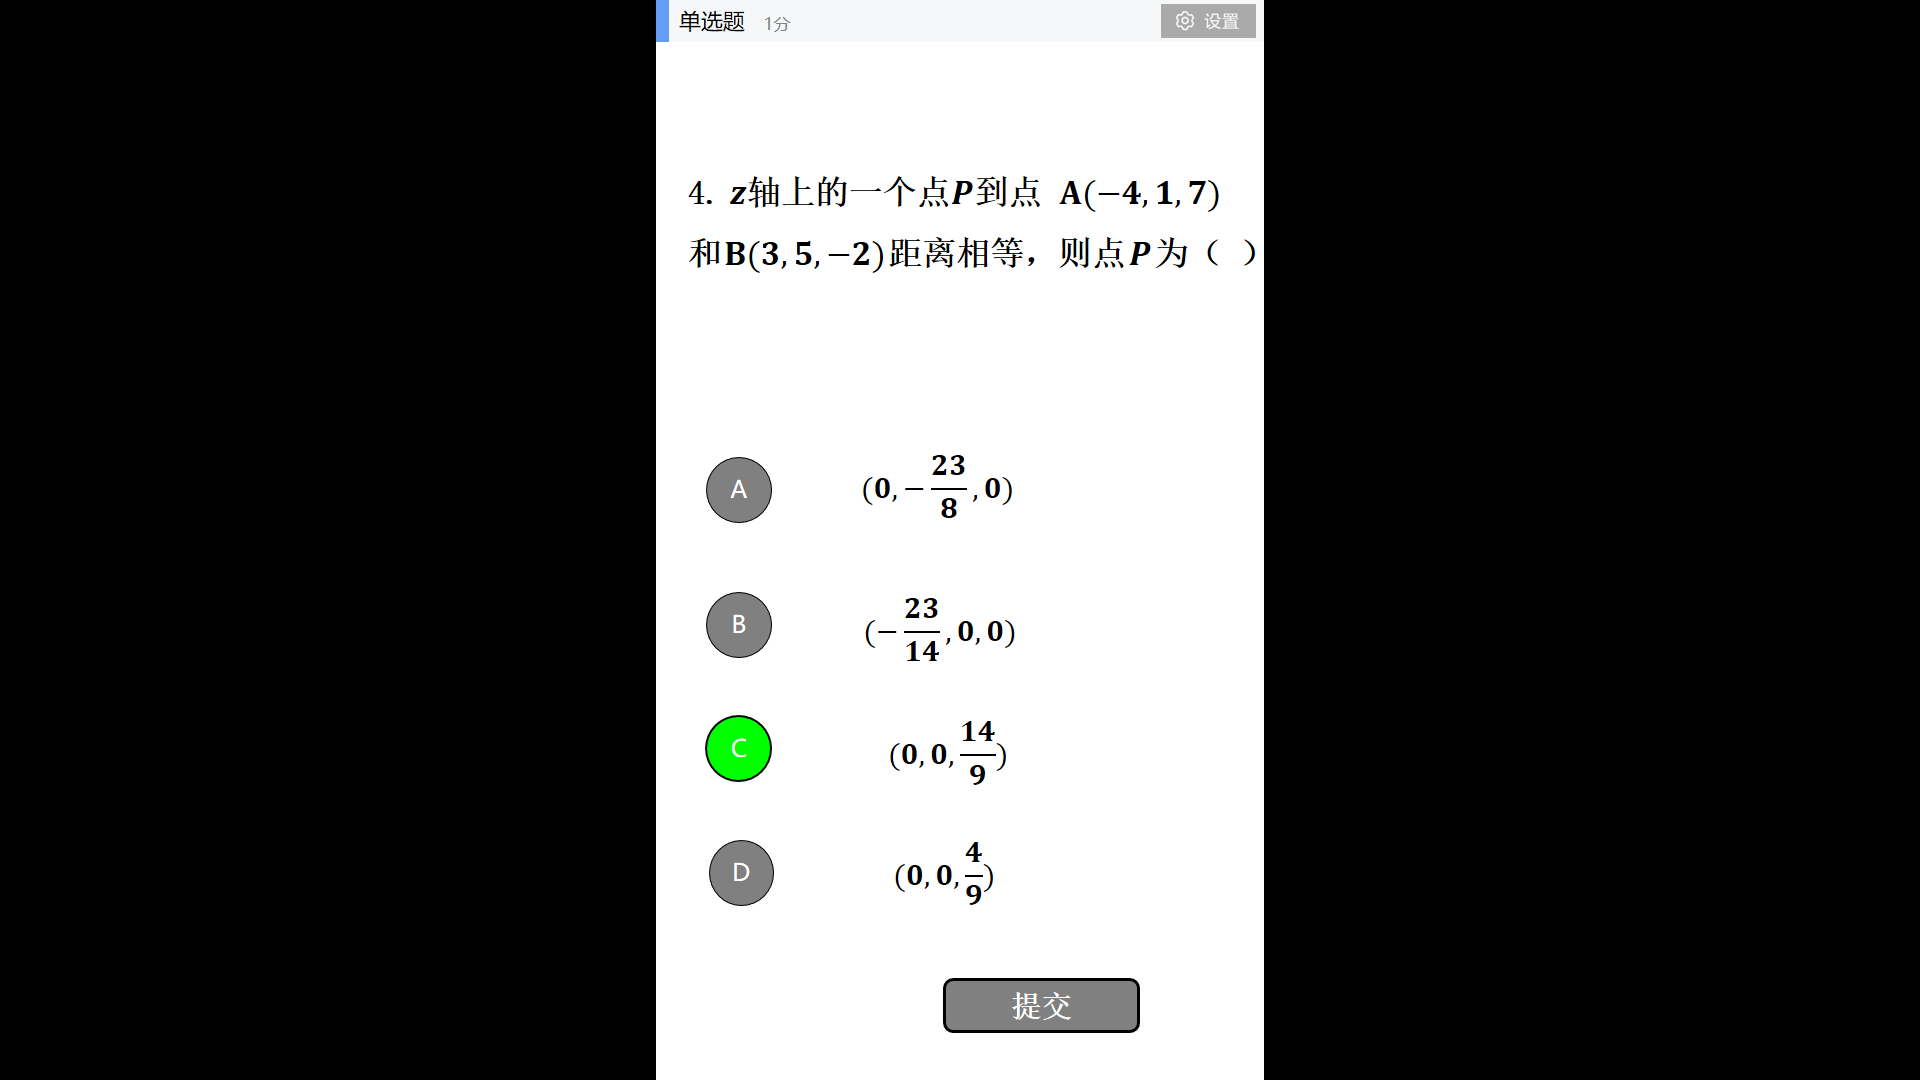 单选题 1分
设置
4. z轴上的一个点P到点 A(−4,1,7)
和B(3,5,−2)距离相等，则点P为（ ）
A (0,−23/8,0)
B (−23/14,0,0)
C (0,0,14/9)
D (0,0,4/9)
提交